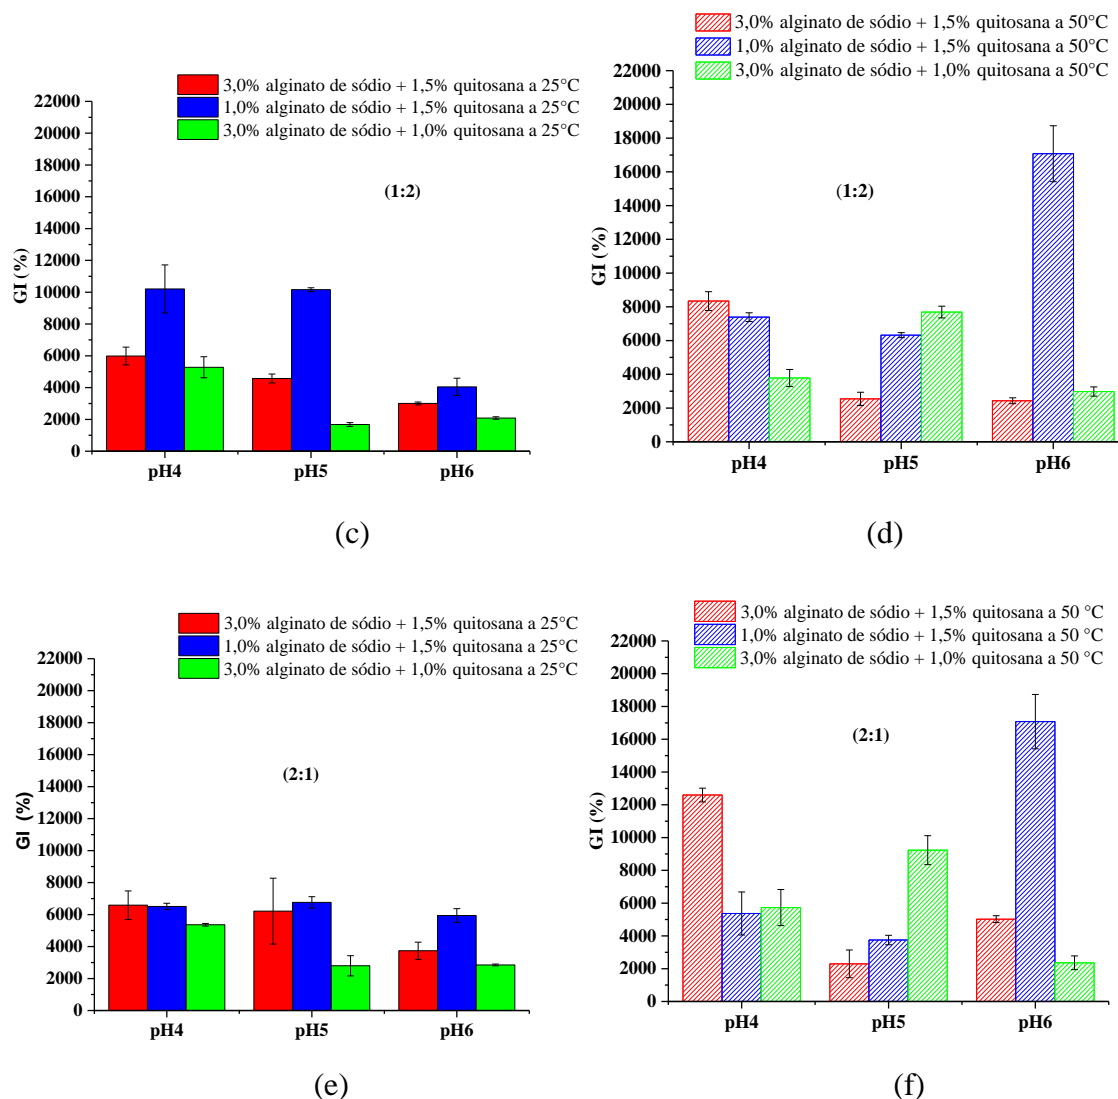 3,0% alginato de sódio + 1,5% quitosana a 25°C
1,0% alginato de sódio + 1,5% quitosana a 25°C
3,0% alginato de sódio + 1,0% quitosana a 25°C
22000
20000
18000
16000
14000
12000
10000
8000
6000
4000
2000
0
GI (%)
(1:2)
pH4 pH5 pH6
(c)
3,0% alginato de sódio + 1,5% quitosana a 50°C
1,0% alginato de sódio + 1,5% quitosana a 50°C
3,0% alginato de sódio + 1,0% quitosana a 50°C
22000
20000
18000
16000
14000
12000
10000
8000
6000
4000
2000
0
GI (%)
(1:2)
pH4 pH5 pH6
(d)
3,0% alginato de sódio + 1,5% quitosana a 25°C
1,0% alginato de sódio + 1,5% quitosana a 25°C
3,0% alginato de sódio + 1,0% quitosana a 25°C
22000
20000
18000
16000
14000
12000
10000
8000
6000
4000
2000
0
GI (%)
(2:1)
pH4 pH5 pH6
(e)
3,0% alginato de sódio + 1,5% quitosana a 50 °C
1,0% alginato de sódio + 1,5% quitosana a 50 °C
3,0% alginato de sódio + 1,0% quitosana a 50 °C
22000
20000
18000
16000
14000
12000
10000
8000
6000
4000
2000
0
GI (%)
(2:1)
pH4 pH5 pH6
(f)